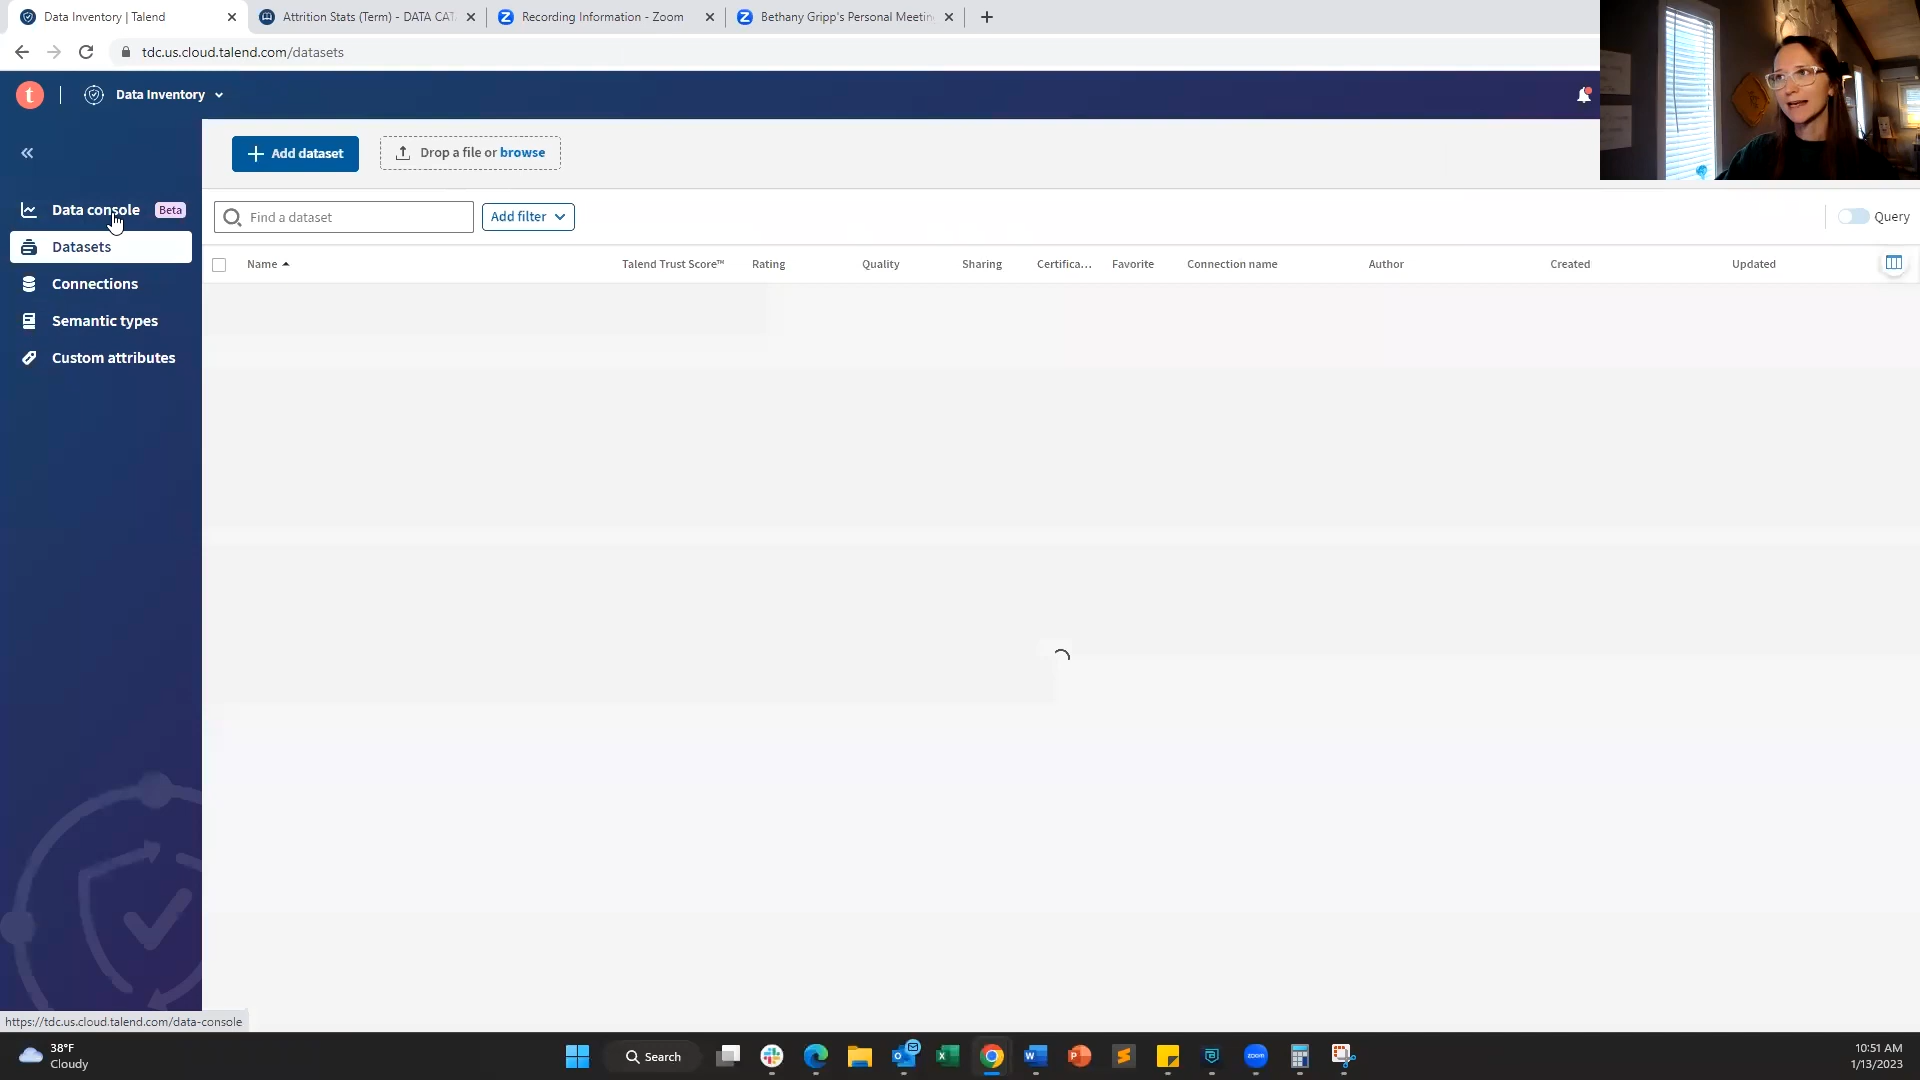 Data Inventory | Talend
Attrition Stats (Term) - DATA CAT
Recording Information - Zoom
Bethany Gripp's Personal Meetin
tdc.us.cloud.talend.com/datasets
t
Data Inventory
Add dataset
Drop a file or browse
Data console Beta
Find a dataset
Add filter
Query
Datasets
Name
Talend Trust Score™
Rating
Quality
Sharing
Certifica...
Favorite
Connection name
Author
Created
Updated
Connections
Semantic types
Custom attributes
https://tdc.us.cloud.talend.com/data-console
38°F
Cloudy
Search
zoom
10:51 AM
1/13/2023